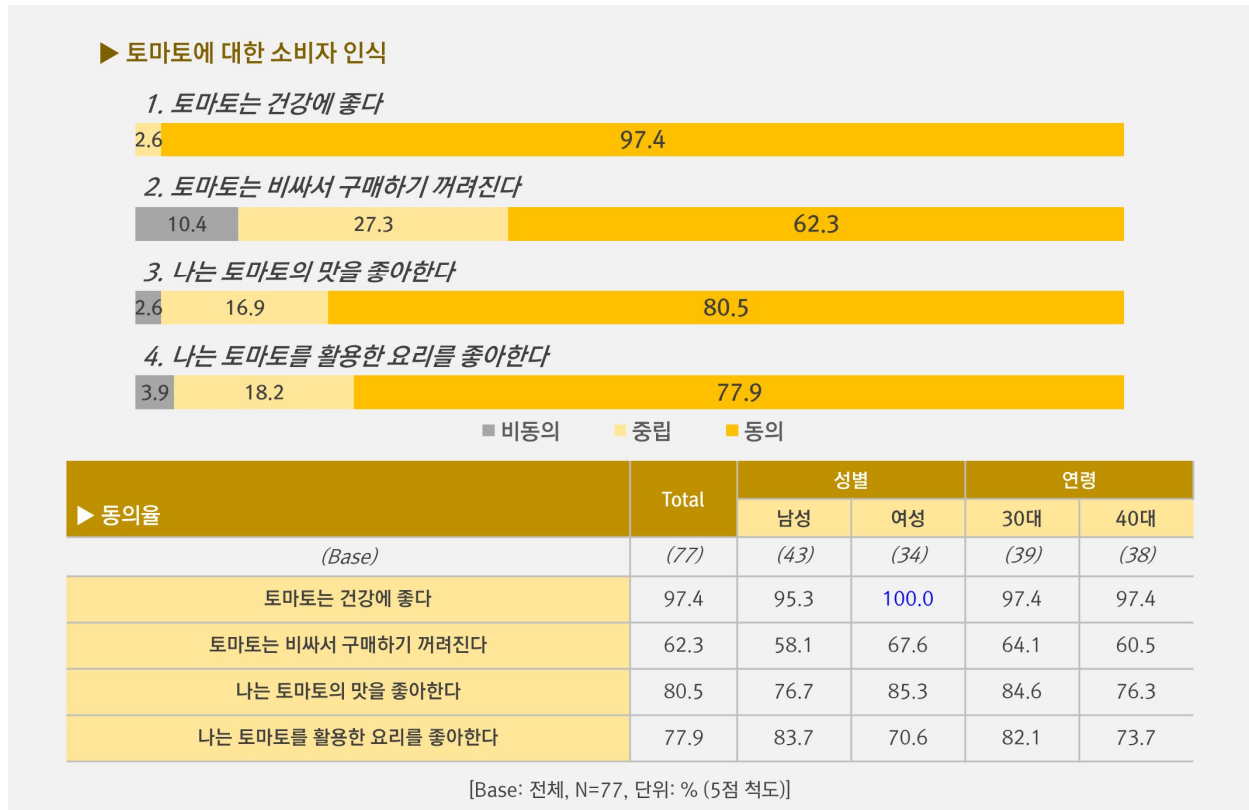 ▶ 토마토에 대한 소비자 인식
1. 토마토는 건강에 좋다
2.6 97.4
2. 토마토는 비싸서 구매하기 꺼려진다
10.4 27.3 62.3
3. 나는 토마토의 맛을 좋아한다
2.6 16.9 80.5
4. 나는 토마토를 활용한 요리를 좋아한다
3.9 18.2 77.9
■ 비동의 ■ 중립 ■ 동의
▶ 동의율 Total 성별 연령
남성 여성 30대 40대
(Base) (77) (43) (34) (39) (38)
토마토는 건강에 좋다 97.4 95.3 100.0 97.4 97.4
토마토는 비싸서 구매하기 꺼려진다 62.3 58.1 67.6 64.1 60.5
나는 토마토의 맛을 좋아한다 80.5 76.7 85.3 84.6 76.3
나는 토마토를 활용한 요리를 좋아한다 77.9 83.7 70.6 82.1 73.7
[Base: 전체, N=77, 단위: % (5점 척도)]